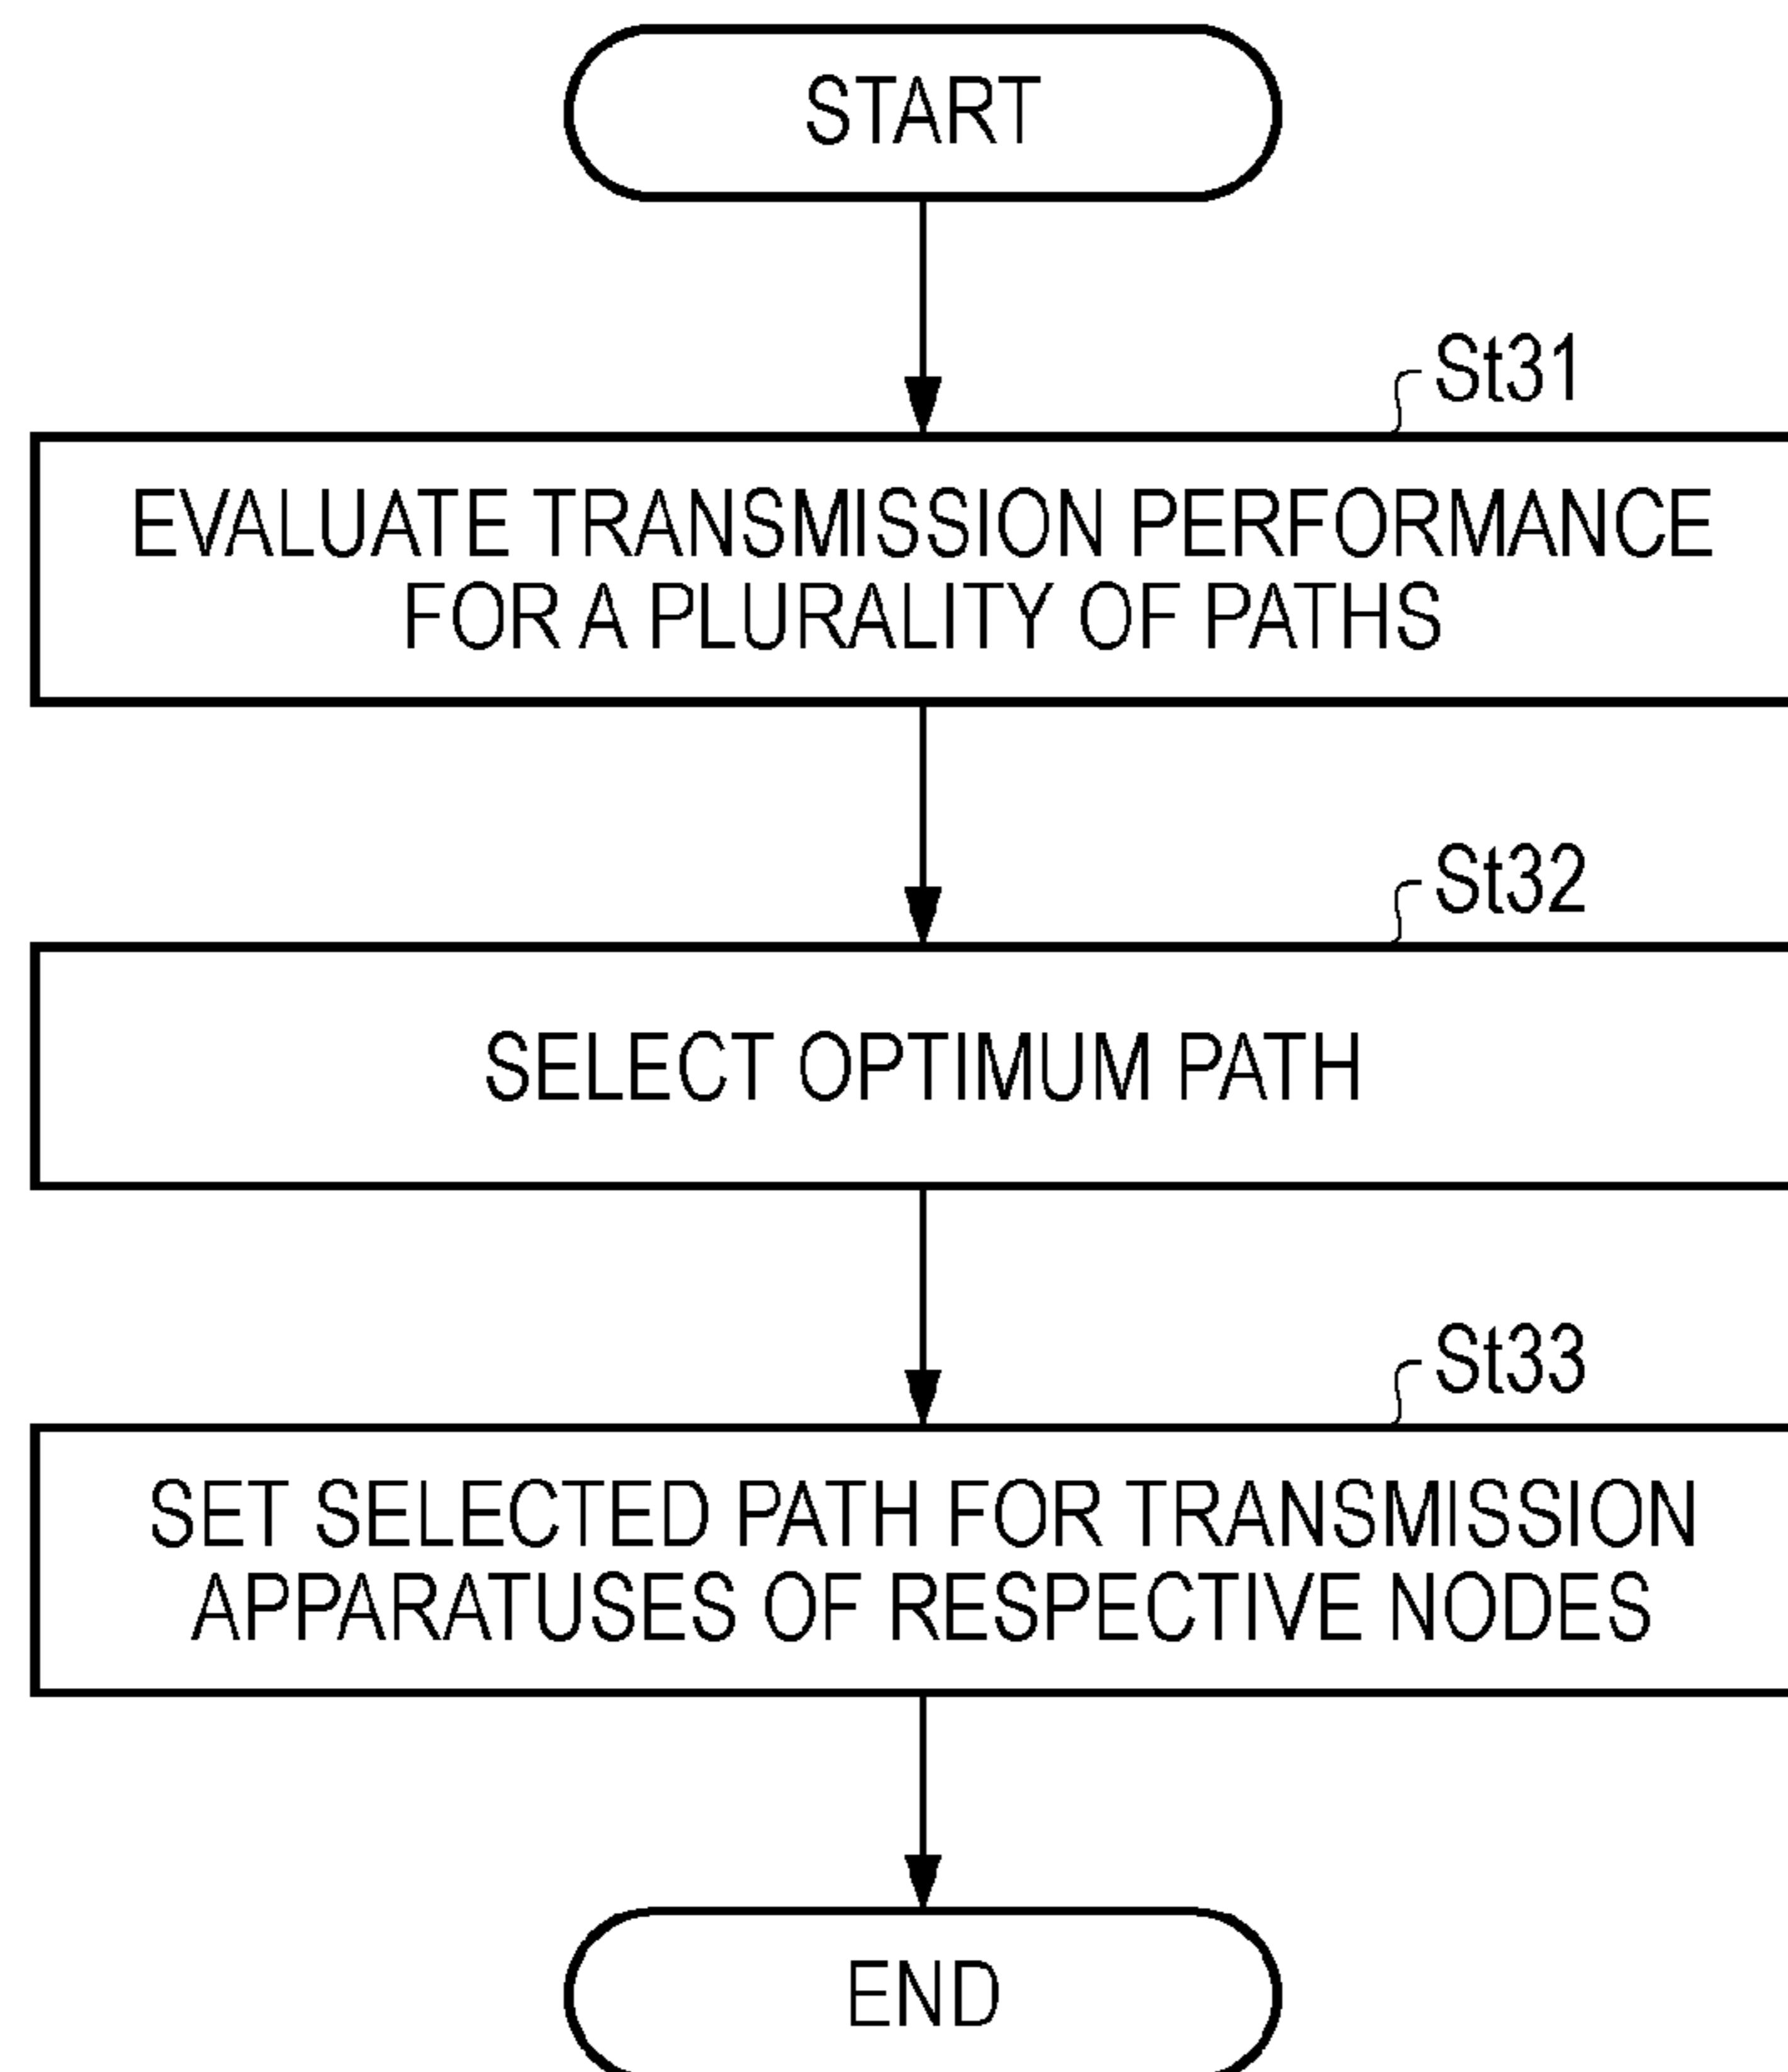 START
St31
EVALUATE TRANSMISSION PERFORMANCE
FOR A PLURALITY OF PATHS
St32
SELECT OPTIMUM PATH
St33
SET SELECTED PATH FOR TRANSMISSION
APPARATUSES OF RESPECTIVE NODES
END